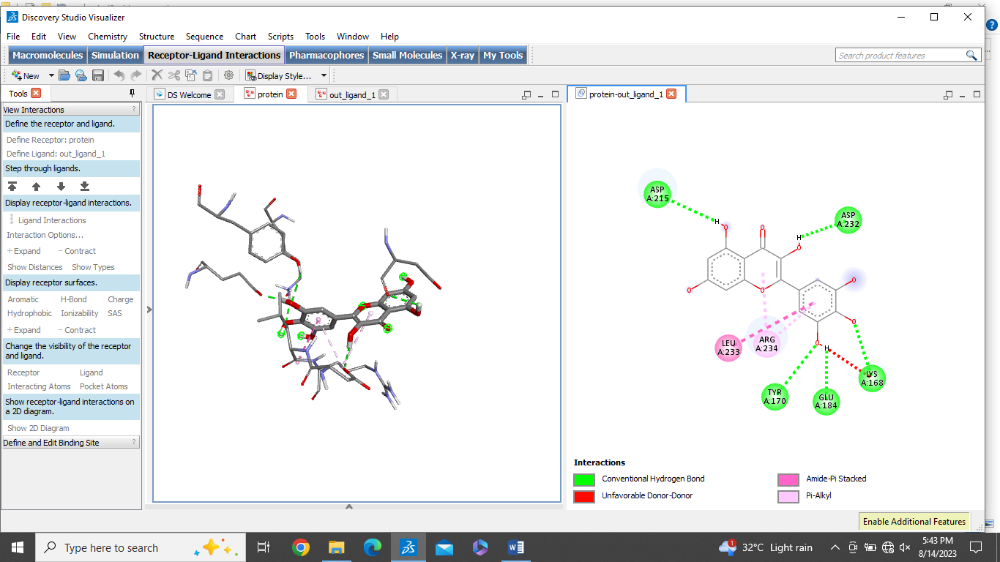 Discovery Studio Visualizer
File Edit View Chemistry Structure Sequence Chart Scripts Tools Window Help
Macromolecules Simulation Receptor-Ligand Interactions Pharmacophores Small Molecules X-ray My Tools
Search product features
New Display Style...
Tools
DS Welcome protein out_ligand_1
protein-out_ligand_1
View Interactions ?
Define the receptor and ligand.
Define Receptor: protein
Define Ligand: out_ligand_1
Step through ligands.
Display receptor-ligand interactions.
Ligand Interactions
Interaction Options...
+ Expand - Contract
Show Distances Show Types
Display receptor surfaces.
Aromatic H-Bond Charge
Hydrophobic Ionizability SAS
+ Expand - Contract
Change the visibility of the receptor
and ligand.
Receptor Ligand
Interacting Atoms Pocket Atoms
Show receptor-ligand interactions on
a 2D diagram.
Show 2D Diagram
Define and Edit Binding Site ?
ASP
A:215
ASP
A:232
H
O
O
H
O
O
O
O
O
O
H
LEU
A:233
ARG
A:234
LYS
A:168
TYR
A:170
GLU
A:184
Interactions
Conventional Hydrogen Bond
Unfavorable Donor-Donor
Amide-Pi Stacked
Pi-Alkyl
Enable Additional Features
Type here to search
1
32°C Light rain
5:43 PM
8/14/2023